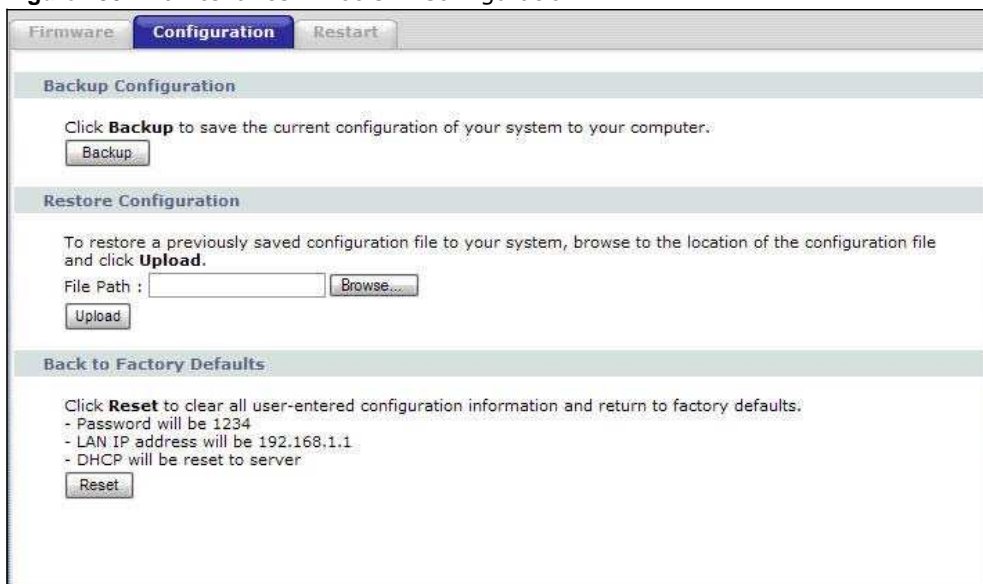 Firmware Configuration Restart
Backup Configuration
Click Backup to save the current configuration of your system to your computer.
Backup
Restore Configuration
To restore a previously saved configuration file to your system, browse to the location of the configuration file
and click Upload.
File Path : Browse...
Upload
Back to Factory Defaults
Click Reset to clear all user-entered configuration information and return to factory defaults.
- Password will be 1234
- LAN IP address will be 192.168.1.1
- DHCP will be reset to server
Reset